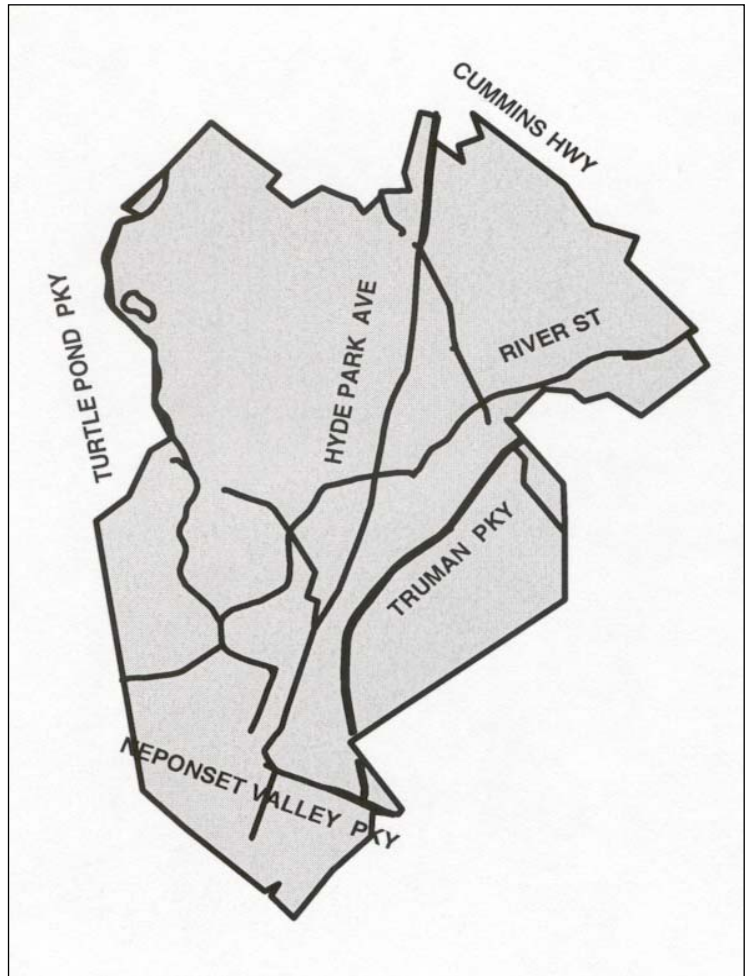 CUMMINS HWY
TURTLE POND PKY
HYDE PARK AVE
RIVER ST
TRUMAN PKY
NEPONSET VALLEY PKY